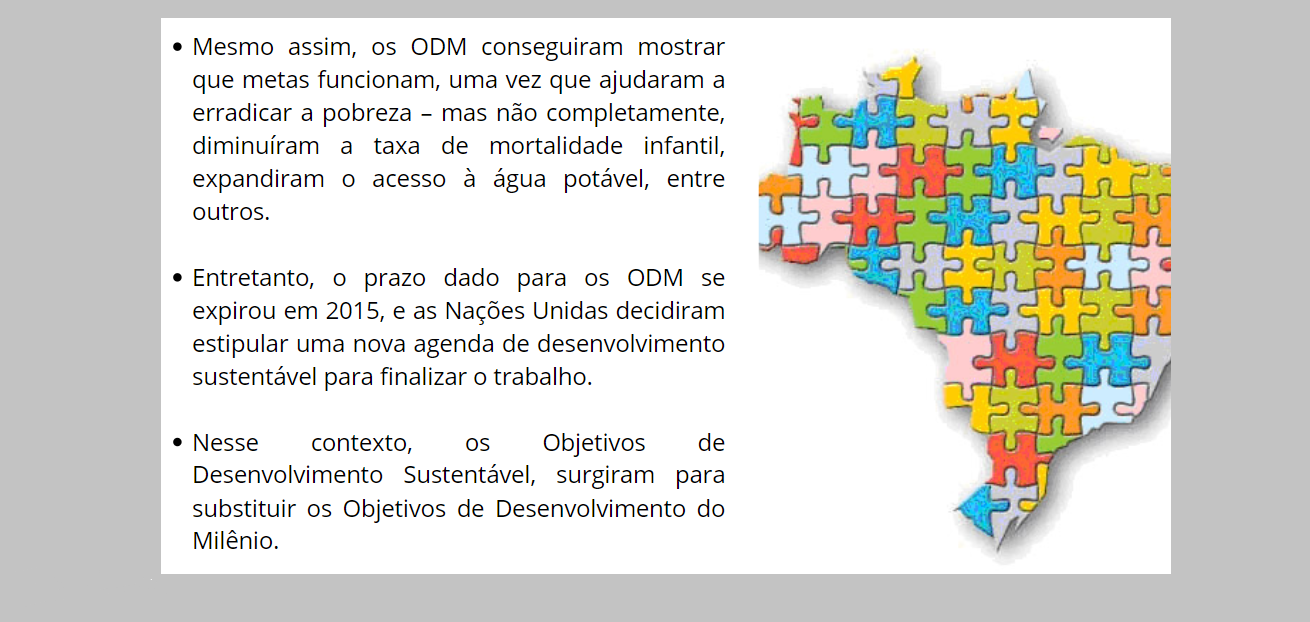 • Mesmo assim, os ODM conseguiram mostrar
que metas funcionam, uma vez que ajudaram a
erradicar a pobreza – mas não completamente,
diminuíram a taxa de mortalidade infantil,
expandiram o acesso à água potável, entre
outros.
• Entretanto, o prazo dado para os ODM se
expirou em 2015, e as Nações Unidas decidiram
estipular uma nova agenda de desenvolvimento
sustentável para finalizar o trabalho.
• Nesse contexto, os Objetivos de
Desenvolvimento Sustentável, surgiram para
substituir os Objetivos de Desenvolvimento do
Milênio.